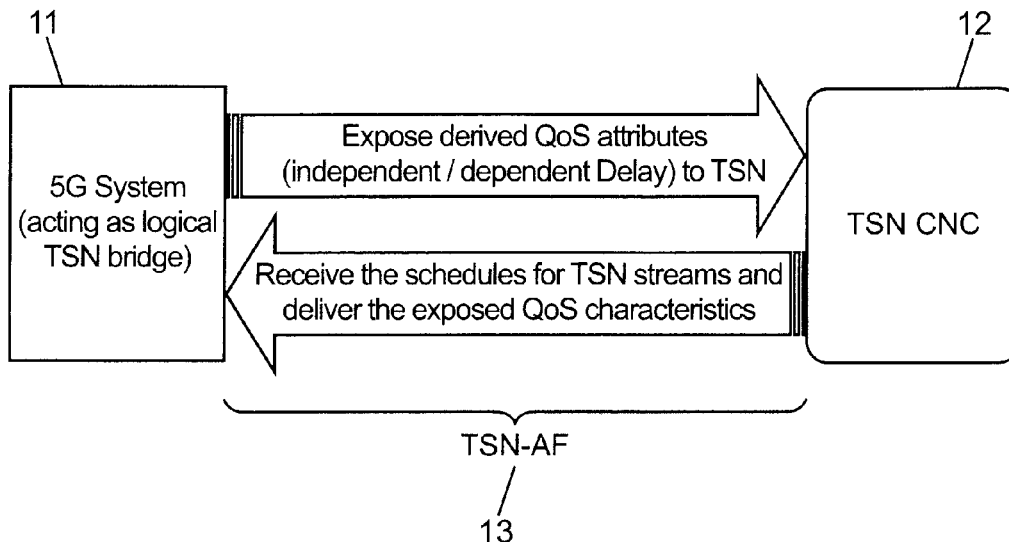 11
12
Expose derived QoS attributes
(independent / dependent Delay) to TSN
5G System
(acting as logical
TSN bridge)
TSN CNC
Receive the schedules for TSN streams and
deliver the exposed QoS characteristics
TSN-AF
13